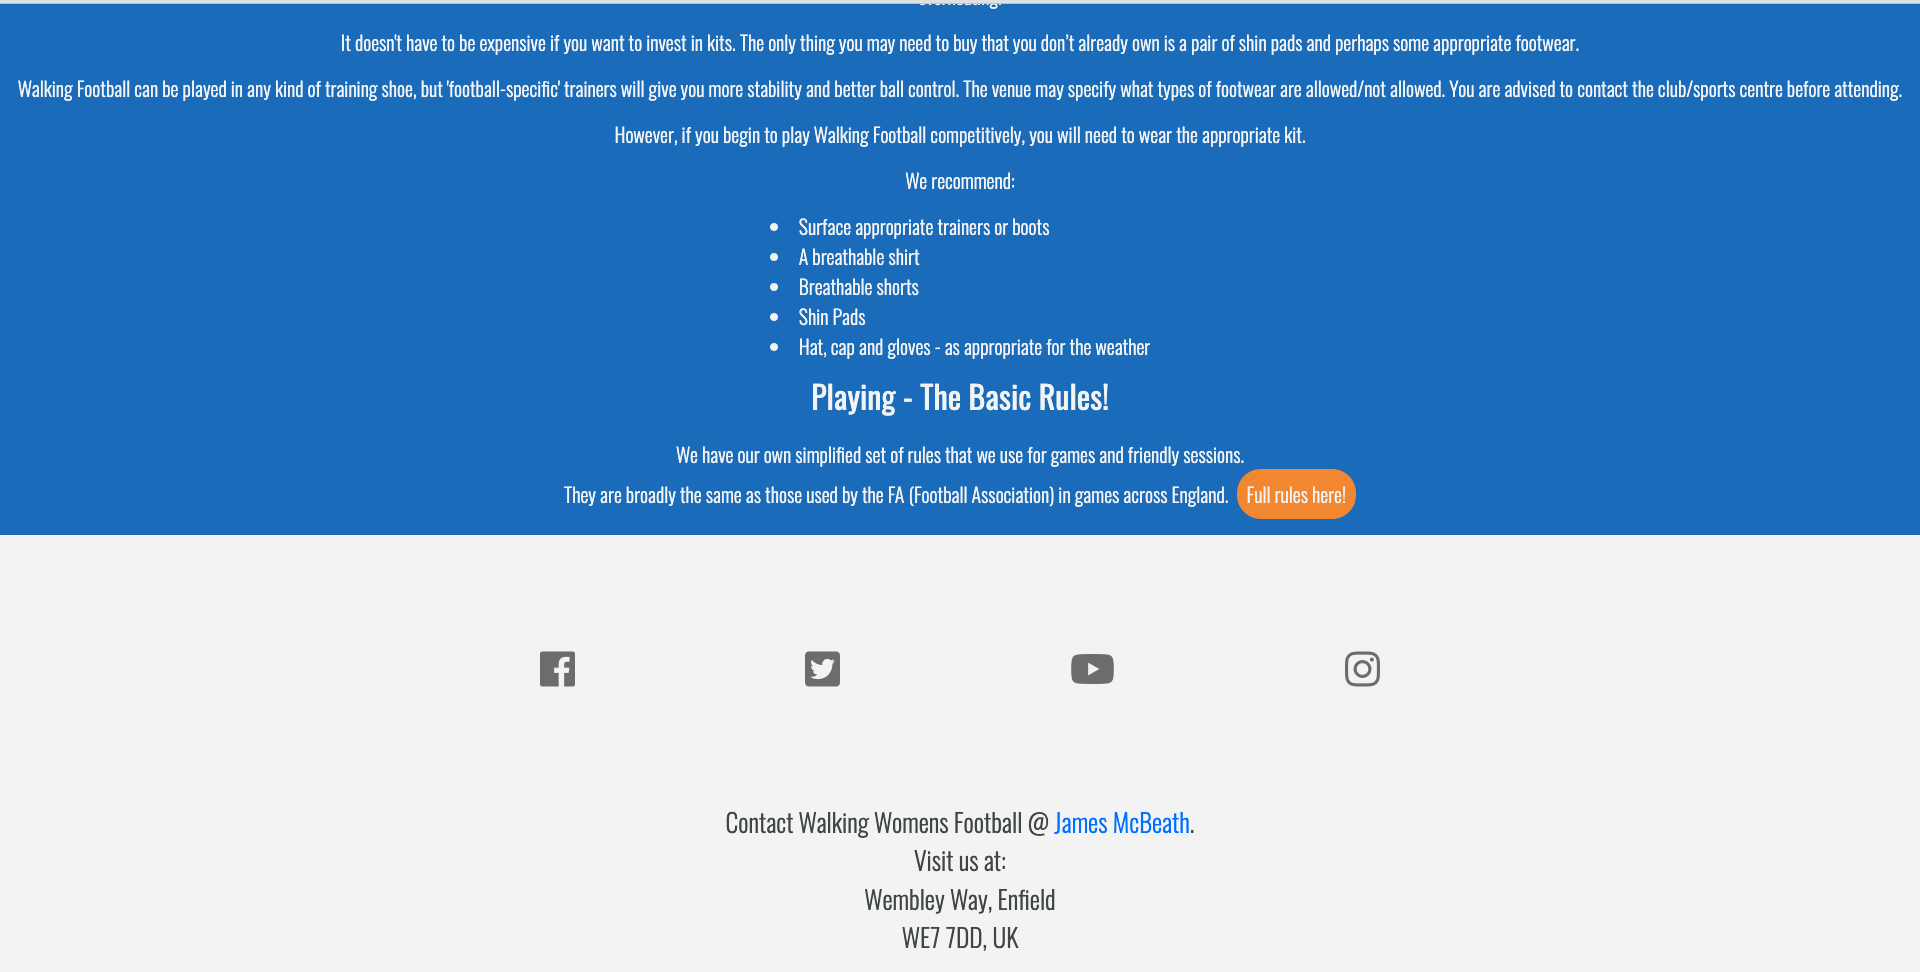 It doesn't have to be expensive if you want to invest in kits. The only thing you may need to buy that you don’t already own is a pair of shin pads and perhaps some appropriate footwear.
Walking Football can be played in any kind of training shoe, but 'football-specific' trainers will give you more stability and better ball control. The venue may specify what types of footwear are allowed/not allowed. You are advised to contact the club/sports centre before attending.
However, if you begin to play Walking Football competitively, you will need to wear the appropriate kit.
We recommend:
Surface appropriate trainers or boots
A breathable shirt
Breathable shorts
Shin Pads
Hat, cap and gloves - as appropriate for the weather
Playing - The Basic Rules!
We have our own simplified set of rules that we use for games and friendly sessions.
They are broadly the same as those used by the FA (Football Association) in games across England. Full rules here!
Contact Walking Womens Football @ James McBeath.
Visit us at:
Wembley Way, Enfield
WE7 7DD, UK